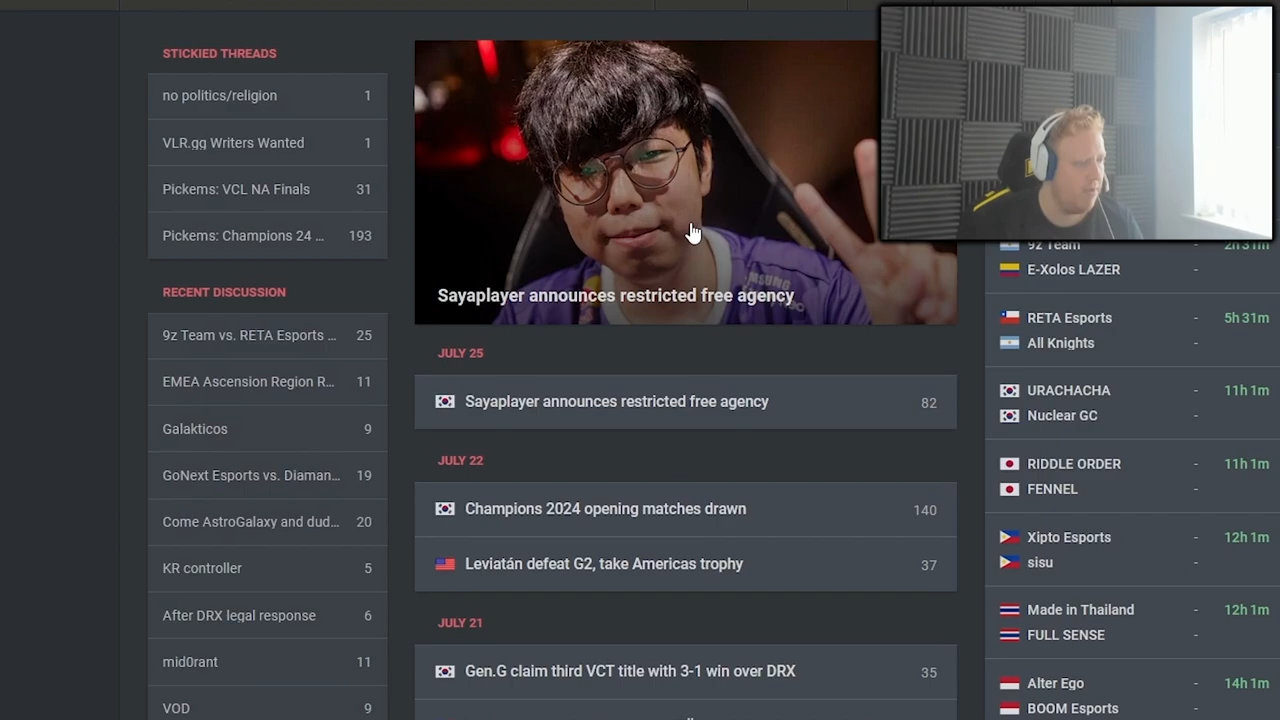 STICKIED THREADS
no politics/religion 1
VLR.gg Writers Wanted 1
Pickems: VCL NA Finals 31
Pickems: Champions 24 ... 193
RECENT DISCUSSION
9z Team vs. RETA Esports ... 25
EMEA Ascension Region R... 11
Galakticos 9
GoNext Esports vs. Diaman... 19
Come AstroGalaxy and dud... 20
KR controller 5
After DRX legal response 6
mid0rant 11
VOD 9
SAMSUNG
Sayaplayer announces restricted free agency
JULY 25
Sayaplayer announces restricted free agency 82
JULY 22
Champions 2024 opening matches drawn 140
Leviatán defeat G2, take Americas trophy 37
JULY 21
Gen.G claim third VCT title with 3-1 win over DRX 35
9z Team 2h 31m
E-Xolos LAZER -
RETA Esports - 5h 31m
All Knights -
URACHACHA - 11h 1m
Nuclear GC -
RIDDLE ORDER - 11h 1m
FENNEL -
Xipto Esports - 12h 1m
sisu -
Made in Thailand - 12h 1m
FULL SENSE -
Alter Ego - 14h 1m
BOOM Esports -